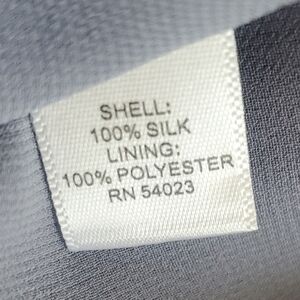 SHELL:
100% SILK
LINING:
100% POLYESTER
RN 54023